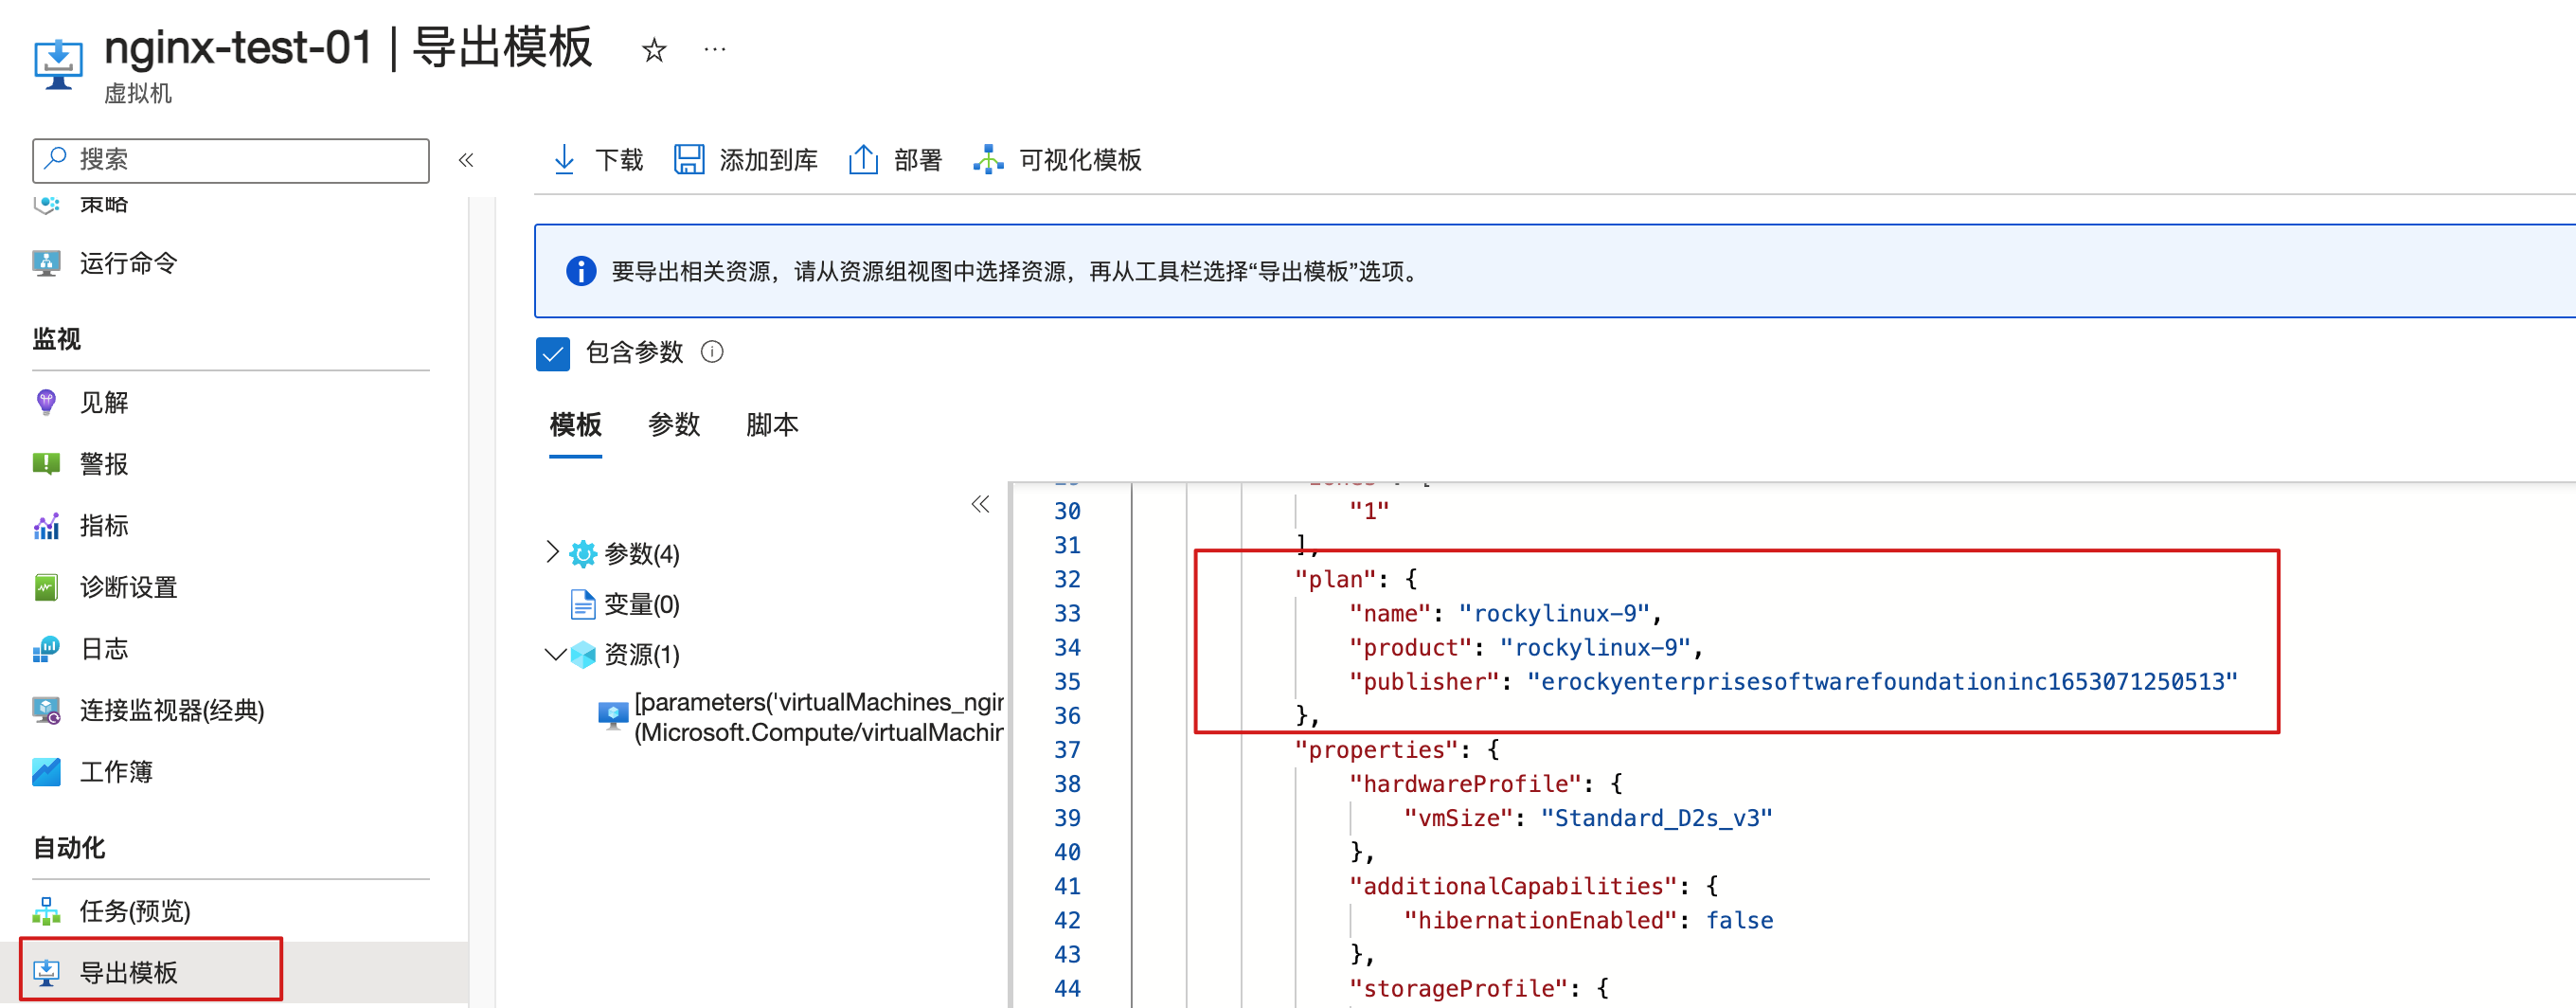 nginx-test-01 | 导出模板
虚拟机
搜索
策略
运行命令
监视
见解
警报
指标
诊断设置
日志
连接监视器(经典)
工作簿
自动化
任务(预览)
导出模板
下载 添加到库 部署 可视化模板
要导出相关资源，请从资源组视图中选择资源，再从工具栏选择“导出模板”选项。
包含参数
模板 参数 脚本
参数(4)
变量(0)
资源(1)
[parameters('virtualMachines_ngin
(Microsoft.Compute/virtualMachin
30 "1"
31 ],
32 "plan": {
33 "name": "rockylinux-9",
34 "product": "rockylinux-9",
35 "publisher": "erockyenterprisesoftwarefoundationinc1653071250513"
36 },
37 "properties": {
38 "hardwareProfile": {
39 "vmSize": "Standard_D2s_v3"
40 },
41 "additionalCapabilities": {
42 "hibernationEnabled": false
43 },
44 "storageProfile": {